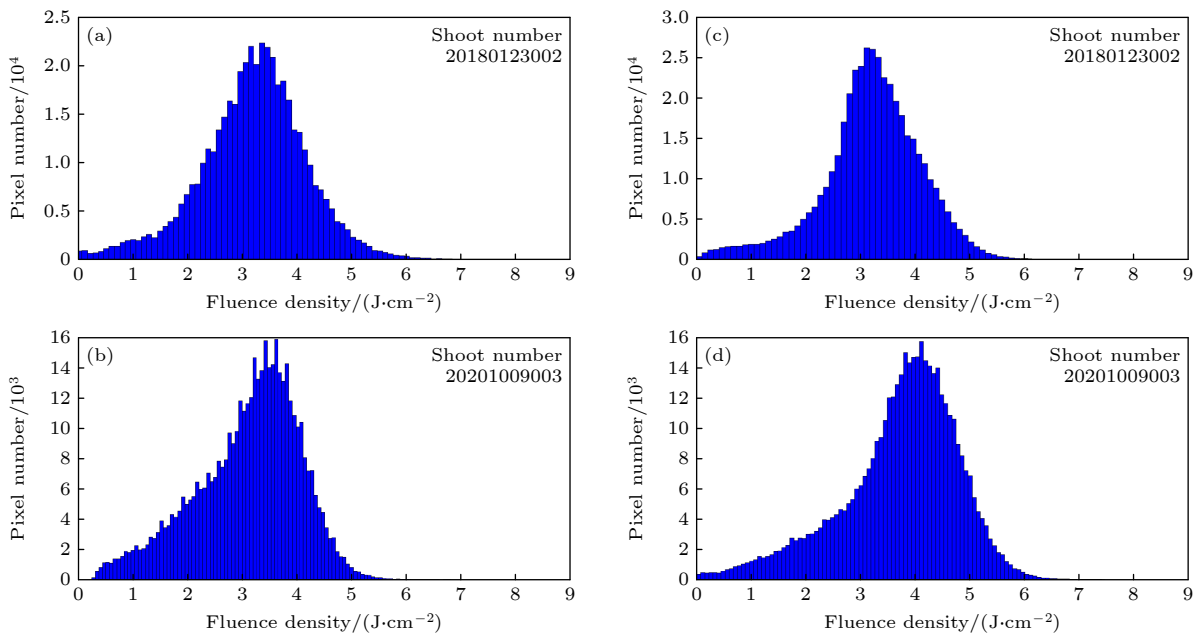 (a)
Shoot number
20180123002
2.5
2.0
1.5
1.0
0.5
0
Pixel number/10⁴
0 1 2 3 4 5 6 7 8 9
Fluence density/(J·cm⁻²)
(c)
Shoot number
20180123002
3.0
2.5
2.0
1.5
1.0
0.5
0
Pixel number/10⁴
0 1 2 3 4 5 6 7 8 9
Fluence density/(J·cm⁻²)
(b)
Shoot number
20201009003
16
14
12
10
8
6
4
2
0
Pixel number/10³
0 1 2 3 4 5 6 7 8 9
Fluence density/(J·cm⁻²)
(d)
Shoot number
20201009003
16
14
12
10
8
6
4
2
0
Pixel number/10³
0 1 2 3 4 5 6 7 8 9
Fluence density/(J·cm⁻²)